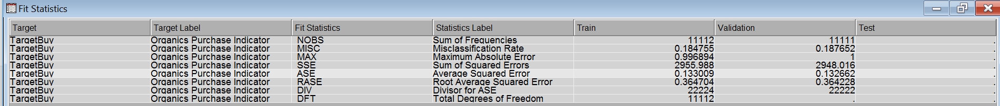 Fit Statistics
Target Target Label Fit Statistics Statistics Label Train Validation Test
TargetBuy Organics Purchase Indicator NOBS Sum of Frequencies 11112 11111 .
TargetBuy Organics Purchase Indicator MISC Misclassification Rate 0.184755 0.187652 .
TargetBuy Organics Purchase Indicator MAX Maximum Absolute Error 0.996894 1 .
TargetBuy Organics Purchase Indicator SSE Sum of Squared Errors 2955.988 2948.016 .
TargetBuy Organics Purchase Indicator ASE Average Squared Error 0.133009 0.132662 .
TargetBuy Organics Purchase Indicator RASE Root Average Squared Error 0.364704 0.364228 .
TargetBuy Organics Purchase Indicator DIV Divisor for ASE 22224 22222 .
TargetBuy Organics Purchase Indicator DFT Total Degrees of Freedom 11112 . .